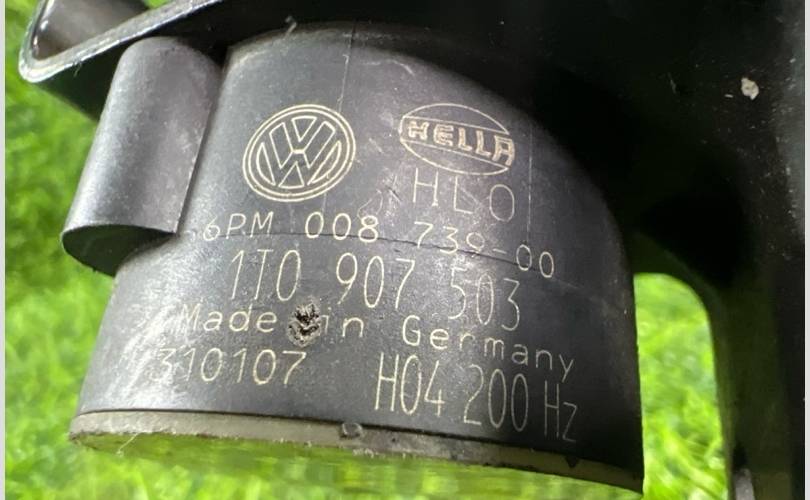 HELLA
HLO
6PM 008 739-00
1T0 907 503
Made in Germany
310107 H04 200 Hz